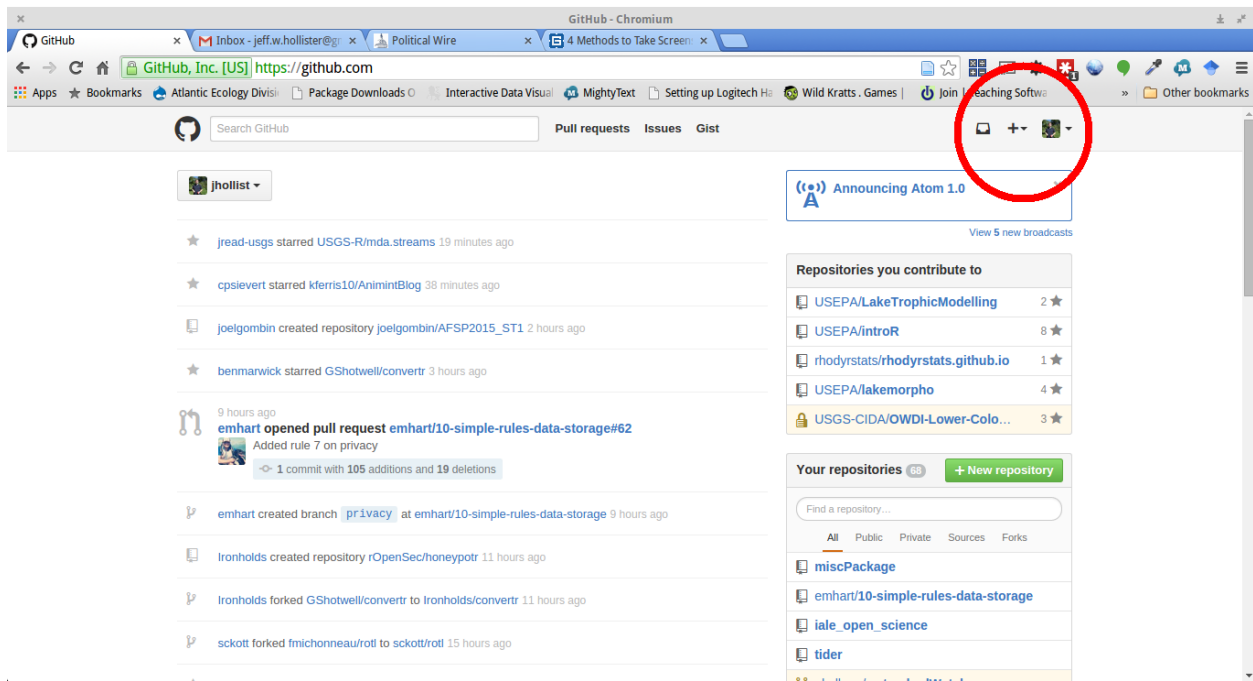 GitHub - Chromium
GitHub
Inbox - jeff.w.hollister@gr
Political Wire
4 Methods to Take Screen
GitHub, Inc. [US] https://github.com
Apps Bookmarks Atlantic Ecology Divisi Package Downloads O Interactive Data Visual MightyText Setting up Logitech Ha Wild Kratts . Games | Join Teaching Softwa » Other bookmarks
Search GitHub Pull requests Issues Gist
jhollist
Announcing Atom 1.0
View 5 new broadcasts
jread-usgs starred USGS-R/mda.streams 19 minutes ago
cpsievert starred kferris10/AnimintBlog 38 minutes ago
joelgombin created repository joelgombin/AFSP2015_ST1 2 hours ago
benmarwick starred GShotwell/convertr 3 hours ago
9 hours ago
emhart opened pull request emhart/10-simple-rules-data-storage#62
Added rule 7 on privacy
1 commit with 105 additions and 19 deletions
emhart created branch privacy at emhart/10-simple-rules-data-storage 9 hours ago
Ironholds created repository rOpenSec/honeypotr 11 hours ago
Ironholds forked GShotwell/convertr to Ironholds/convertr 11 hours ago
sckott forked fmichonneau/rotl to sckott/rotl 15 hours ago
Repositories you contribute to
USEPA/LakeTrophicModelling 2
USEPA/introR 8
rhodyrstats/rhodyrstats.github.io 1
USEPA/lakemorpho 4
USGS-CIDA/OWDI-Lower-Colo... 3
Your repositories 68 + New repository
Find a repository...
All Public Private Sources Forks
miscPackage
emhart/10-simple-rules-data-storage
iale_open_science
tider